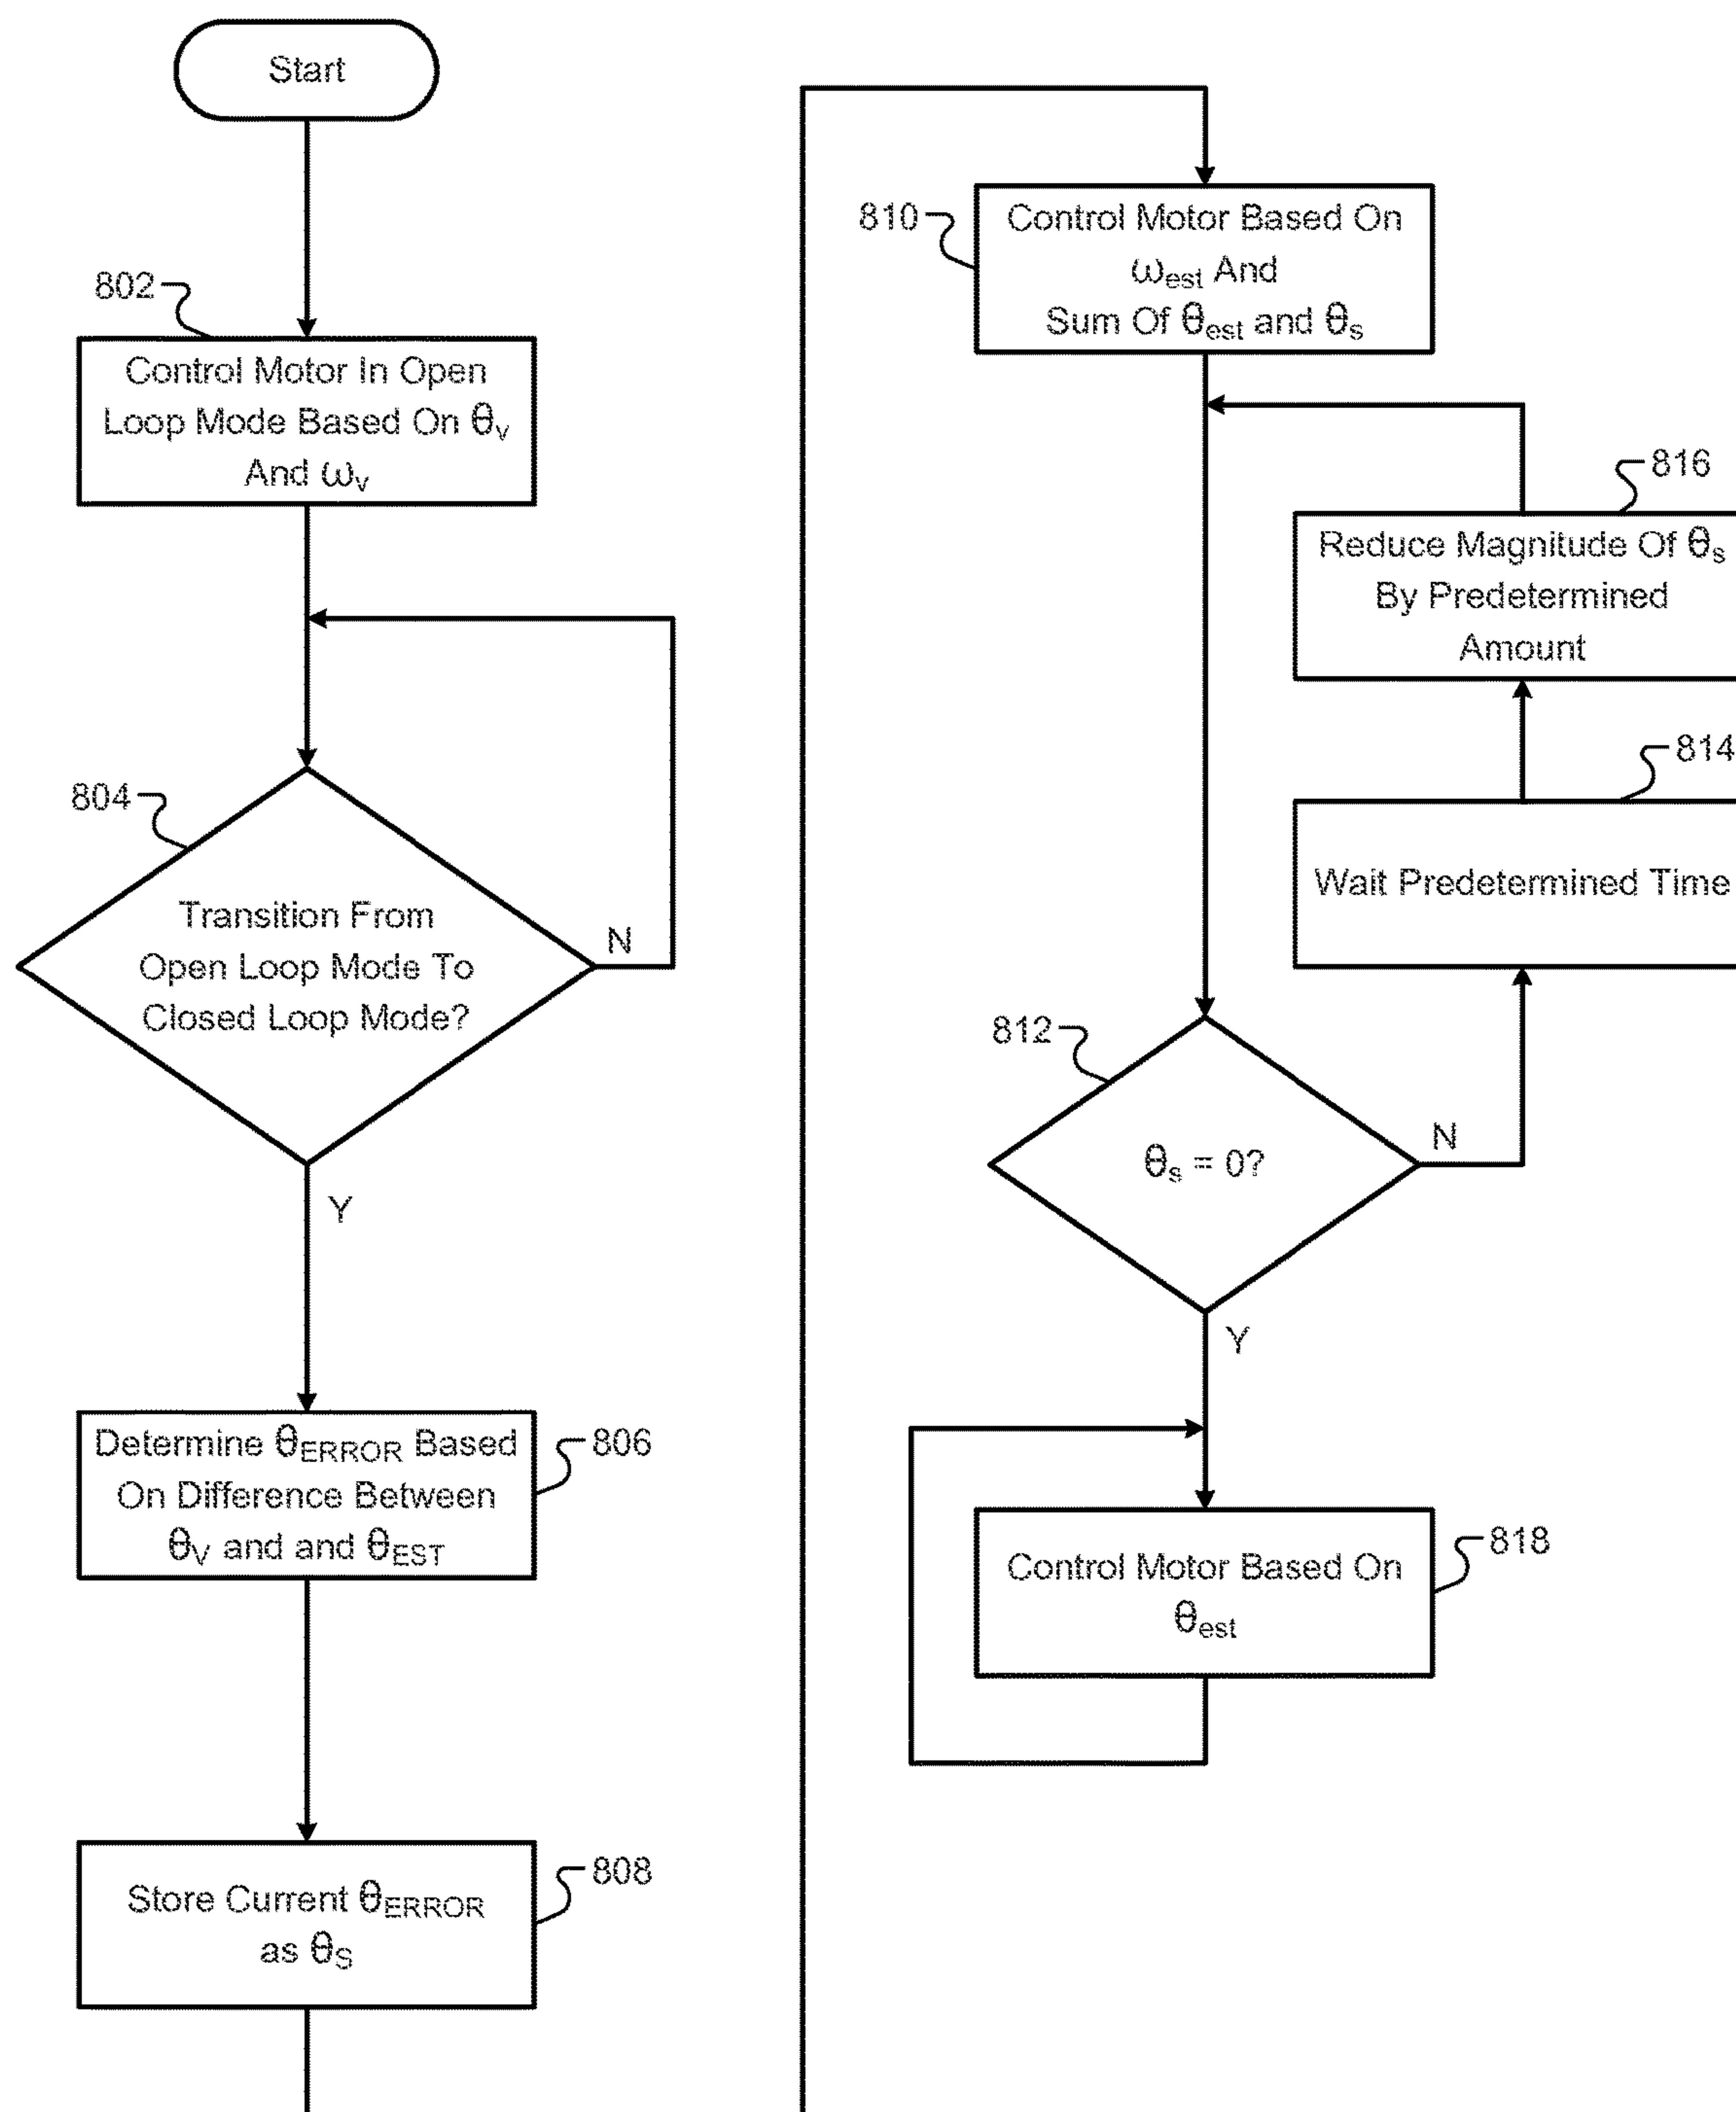 Start
802
Control Motor In Open
Loop Mode Based On θv
And ωv
804
Transition From
Open Loop Mode To
Closed Loop Mode?
N
Y
Determine θERROR Based
On Difference Between
θV and and θEST
806
Store Current θERROR
as θS
808
810
Control Motor Based On
ωest And
Sum Of θest and θs
816
Reduce Magnitude Of θs
By Predetermined
Amount
814
Wait Predetermined Time
812
θs = 0?
N
Y
Control Motor Based On
θest
818